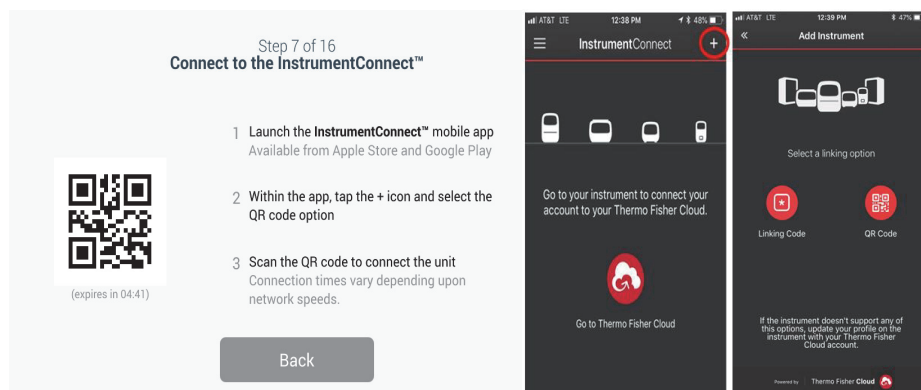 Step 7 of 16
Connect to the InstrumentConnect™
1 Launch the InstrumentConnect™ mobile app
Available from Apple Store and Google Play
2 Within the app, tap the + icon and select the
QR code option
3 Scan the QR code to connect the unit
Connection times vary depending upon
network speeds.
(expires in 04:41)
Back
AT&T LTE 12:38 PM 48%
InstrumentConnect +
Go to your instrument to connect your
account to your Thermo Fisher Cloud.
Go to Thermo Fisher Cloud
AT&T LTE 12:39 PM 47%
« Add Instrument
Select a linking option
Linking Code QR Code
If the instrument doesn't support any of
this options, update your profile on the
instrument with your Thermo Fisher
Cloud account.
Powered by Thermo Fisher Cloud